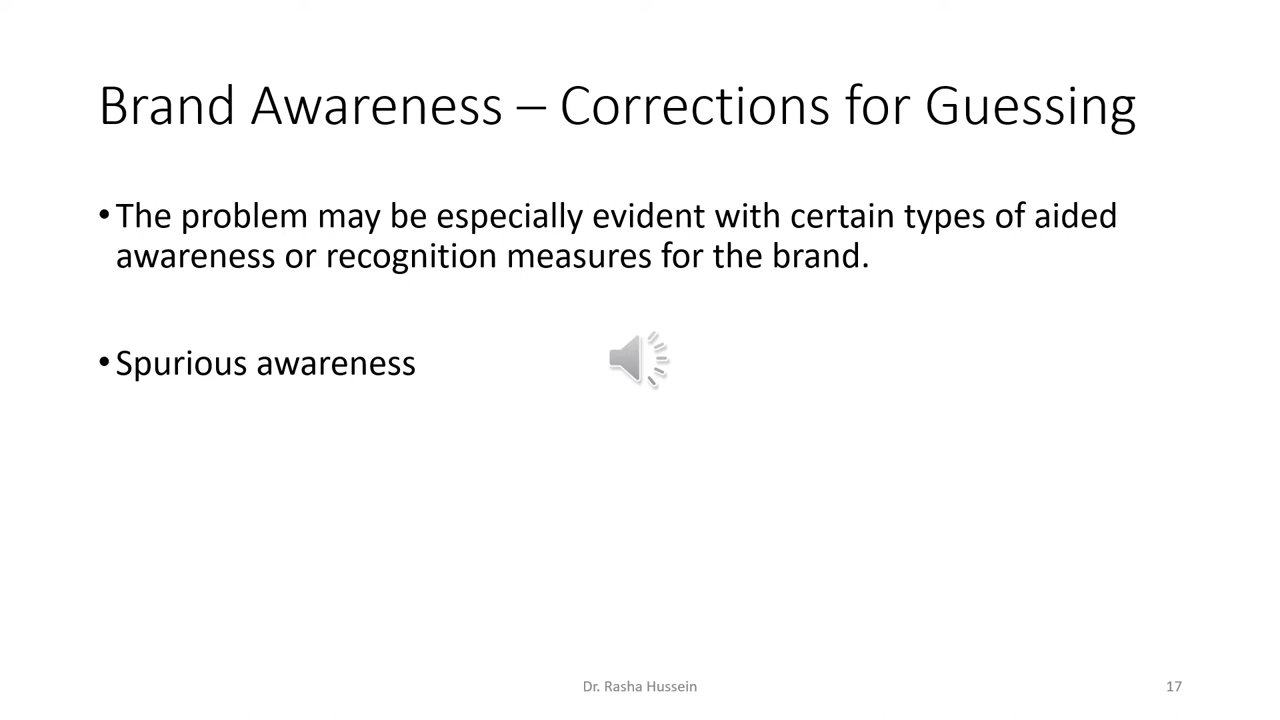 Brand Awareness – Corrections for Guessing
•The problem may be especially evident with certain types of aided
awareness or recognition measures for the brand.
•Spurious awareness
Dr. Rasha Hussein
17